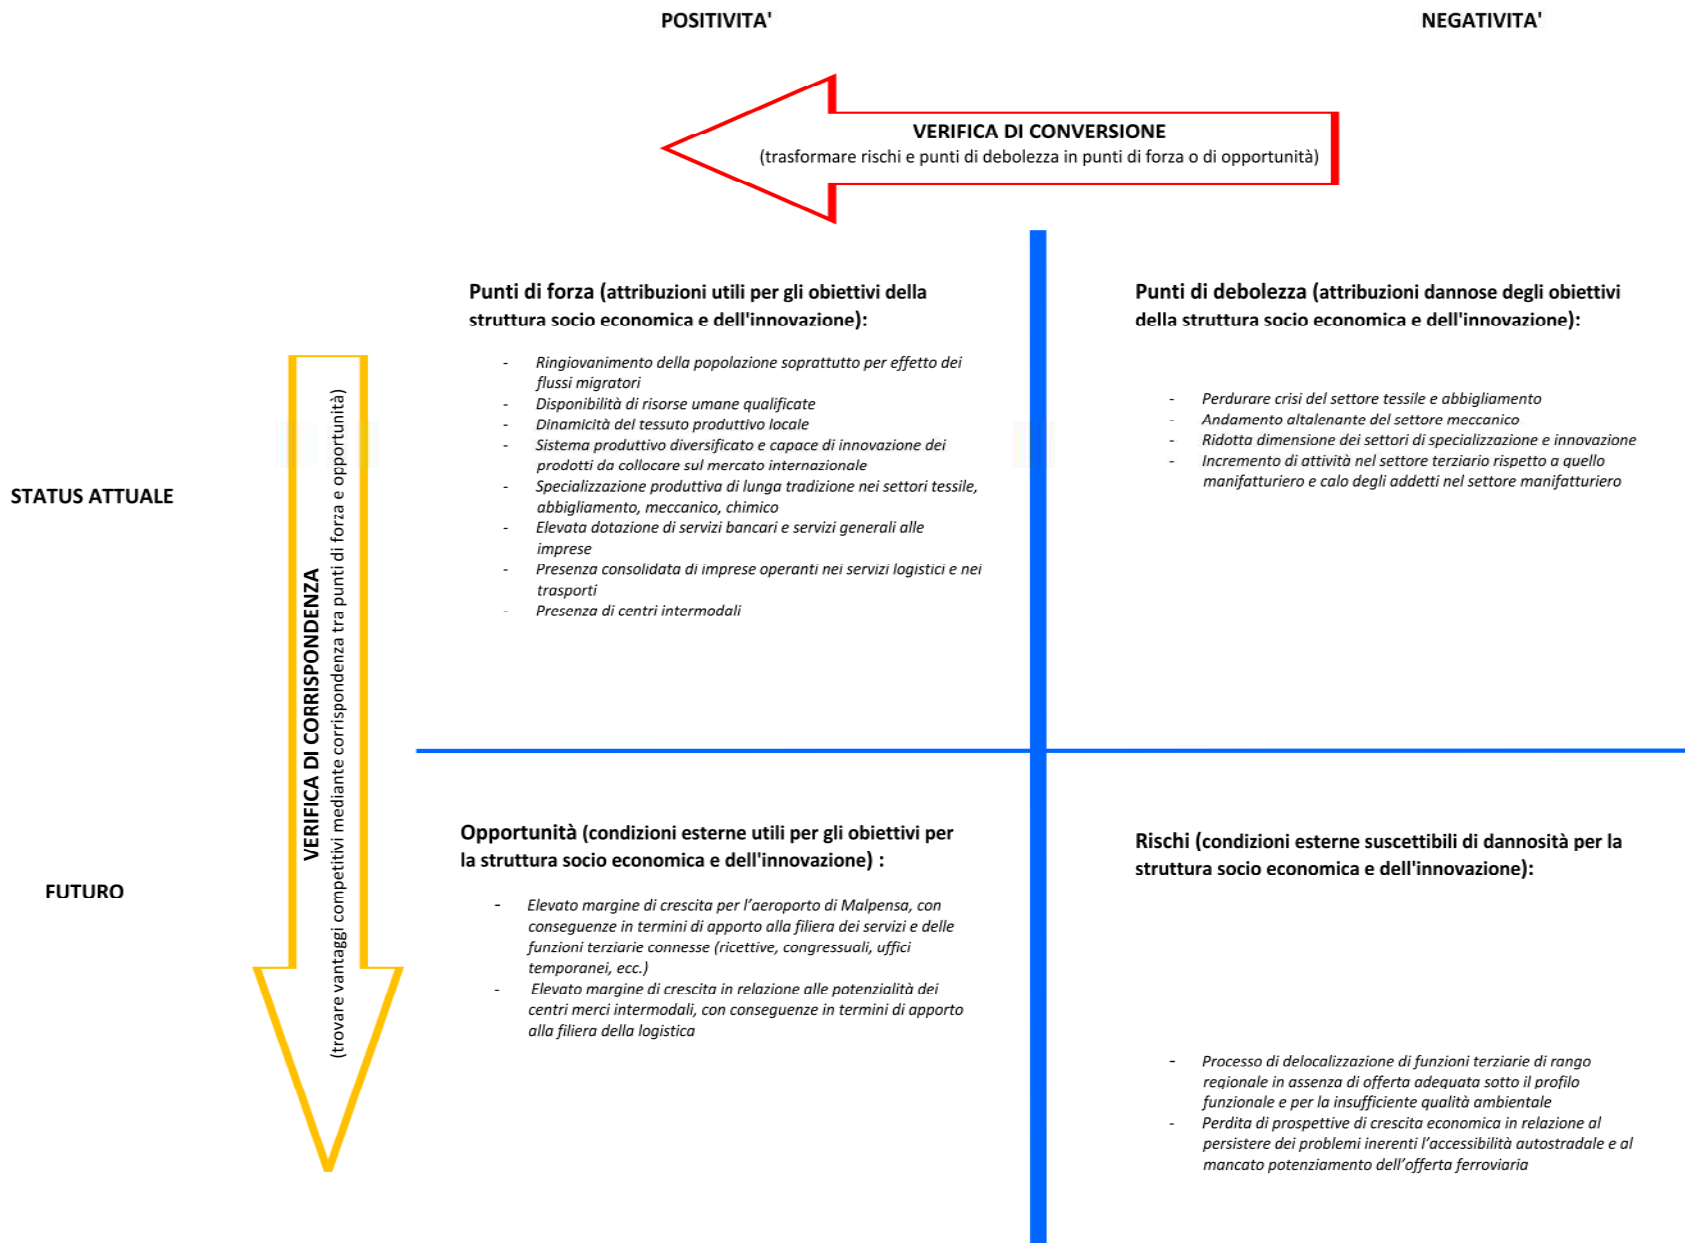 POSITIVITA'
NEGATIVITA'
VERIFICA DI CONVERSIONE
(trasformare rischi e punti di debolezza in punti di forza o di opportunità)
STATUS ATTUALE
FUTURO
VERIFICA DI CORRISPONDENZA
(trovare vantaggi competitivi mediante corrispondenza tra punti di forza e opportunità)
Punti di forza (attribuzioni utili per gli obiettivi della
struttura socio economica e dell'innovazione):
- Ringiovanimento della popolazione soprattutto per effetto dei
flussi migratori
- Disponibilità di risorse umane qualificate
- Dinamicità del tessuto produttivo locale
- Sistema produttivo diversificato e capace di innovazione dei
prodotti da collocare sul mercato internazionale
- Specializzazione produttiva di lunga tradizione nei settori tessile,
abbigliamento, meccanico, chimico
- Elevata dotazione di servizi bancari e servizi generali alle
imprese
- Presenza consolidata di imprese operanti nei servizi logistici e nei
trasporti
- Presenza di centri intermodali
Punti di debolezza (attribuzioni dannose degli obiettivi
della struttura socio economica e dell'innovazione):
- Perdurare crisi del settore tessile e abbigliamento
- Andamento altalenante del settore meccanico
- Ridotta dimensione dei settori di specializzazione e innovazione
- Incremento di attività nel settore terziario rispetto a quello
manifatturiero e calo degli addetti nel settore manifatturiero
Opportunità (condizioni esterne utili per gli obiettivi per
la struttura socio economica e dell'innovazione) :
- Elevato margine di crescita per l’aeroporto di Malpensa, con
conseguenze in termini di apporto alla filiera dei servizi e delle
funzioni terziarie connesse (ricettive, congressuali, uffici
temporanei, ecc.)
- Elevato margine di crescita in relazione alle potenzialità dei
centri merci intermodali, con conseguenze in termini di apporto
alla filiera della logistica
Rischi (condizioni esterne suscettibili di dannosità per la
struttura socio economica e dell'innovazione):
- Processo di delocalizzazione di funzioni terziarie di rango
regionale in assenza di offerta adeguata sotto il profilo
funzionale e per la insufficiente qualità ambientale
- Perdita di prospettive di crescita economica in relazione al
persistere dei problemi inerenti l’accessibilità autostradale e al
mancato potenziamento dell’offerta ferroviaria